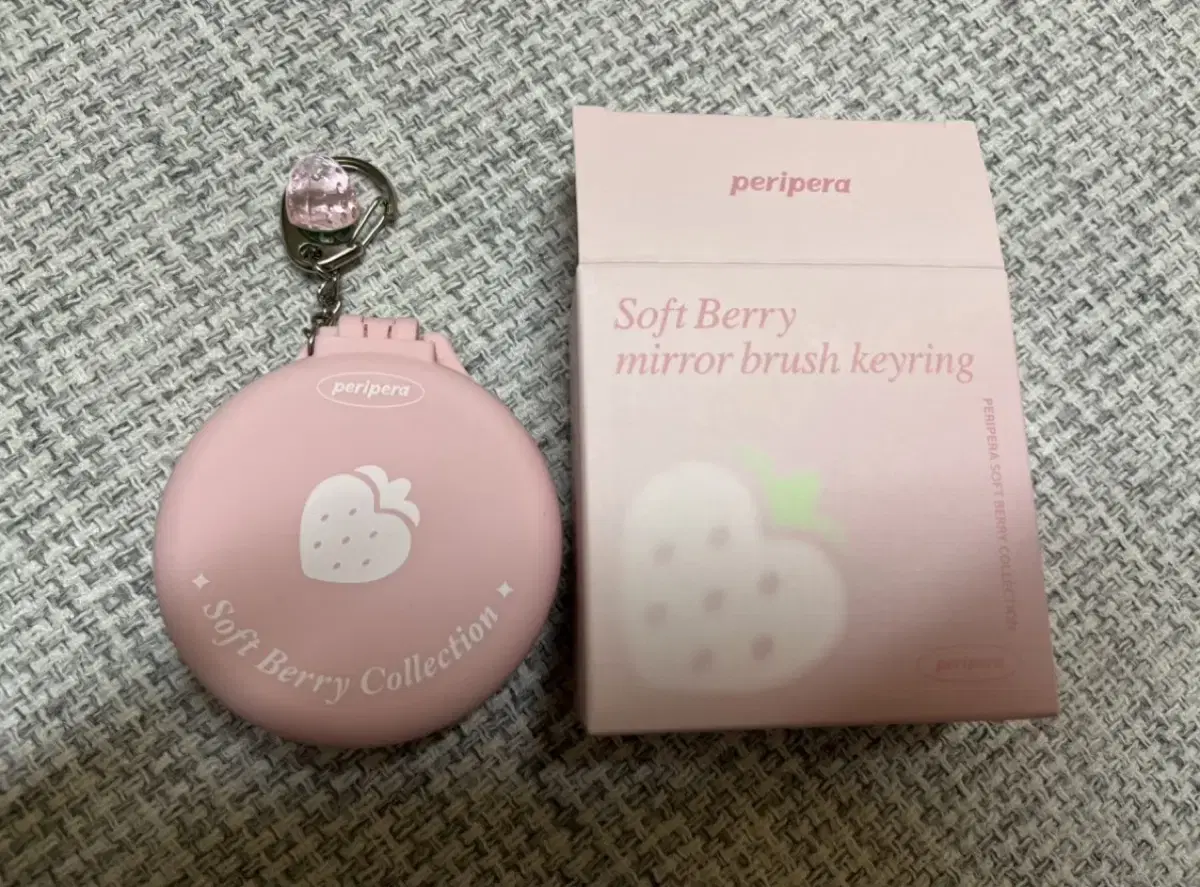 peripera
Soft Berry Collection
peripera
Soft Berry
mirror brush keyring
PERIPERA SOFT BERRY COLLECTION
peripera